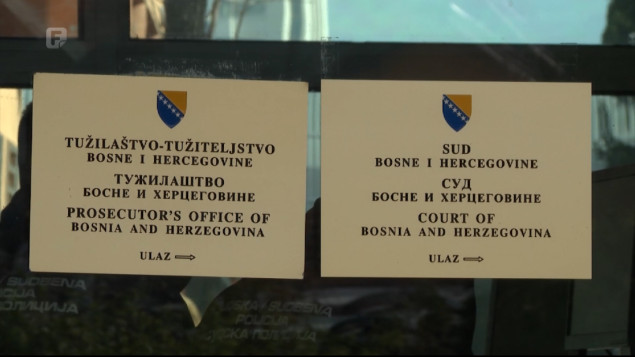 TUŽILAŠTVO-TUŽITELJSTVO
BOSNE I HERCEGOVINE
ТУЖИЛАШТВО
БОСНЕ И ХЕРЦЕГОВИНЕ
PROSECUTOR'S OFFICE OF
BOSNIA AND HERZEGOVINA
ULAZ
SUD
BOSNE I HERCEGOVINE
СУД
БОСНЕ И ХЕРЦЕГОВИНЕ
COURT OF
BOSNIA AND HERZEGOVINA
ULAZ